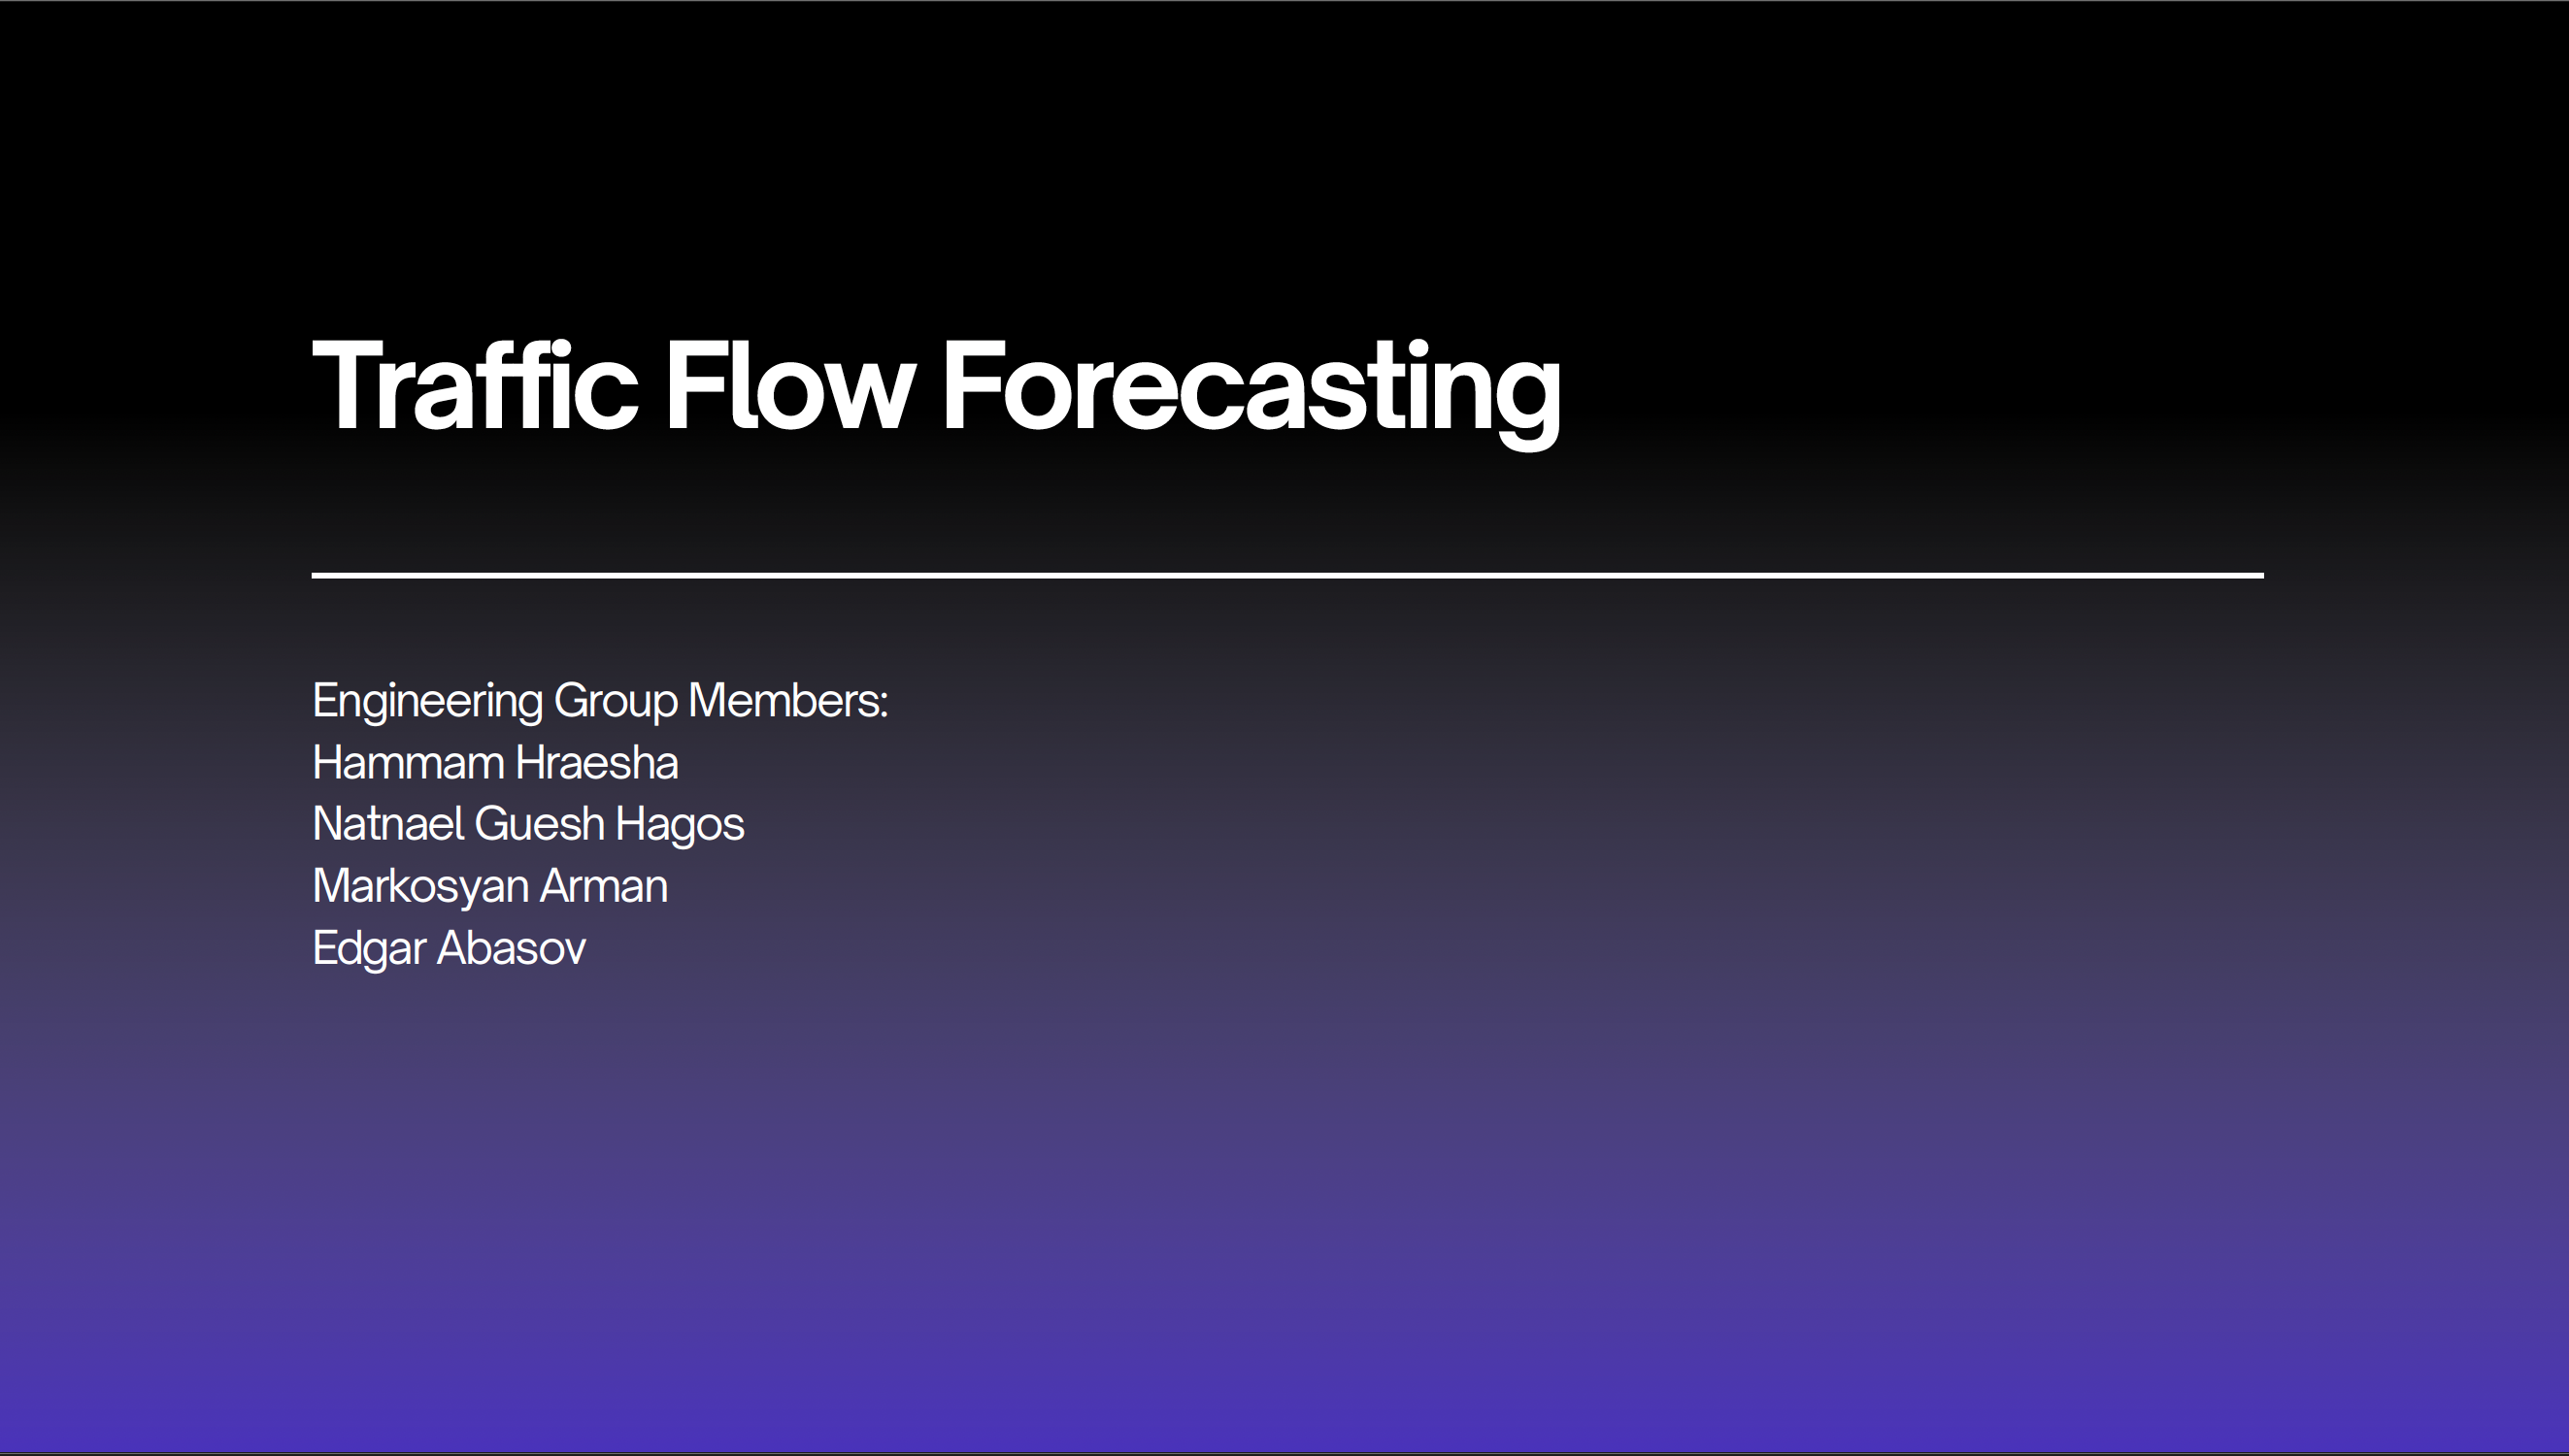 Traffic Flow Forecasting
Engineering Group Members:
Hammam Hraesha
Natnael Guesh Hagos
Markosyan Arman
Edgar Abasov